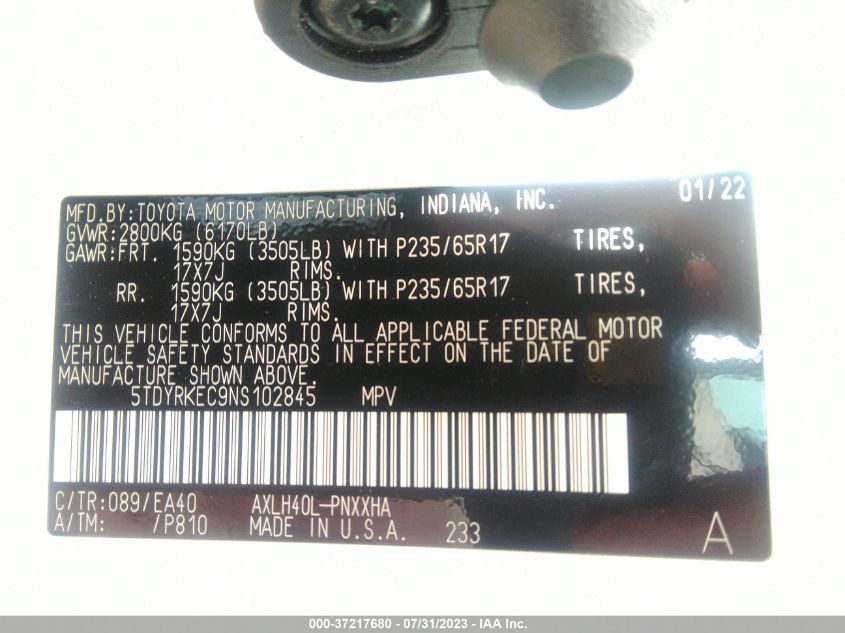 MFD.BY:TOYOTA MOTOR MANUFACTURING, INDIANA, INC. 01/22
GVWR:2800KG (6170LB)
GAWR:FRT. 1590KG (3505LB) WITH P235/65R17 TIRES,
17X7J RIMS.
RR. 1590KG (3505LB) WITH P235/65R17 TIRES,
17X7J RIMS.
THIS VEHICLE CONFORMS TO ALL APPLICABLE FEDERAL MOTOR
VEHICLE SAFETY STANDARDS IN EFFECT ON THE DATE OF
MANUFACTURE SHOWN ABOVE.
5TDYRKEC9NS102845 MPV
C/TR:089/EA40 AXLH40L-PNXXHA
A/TM: /P810 MADE IN U.S.A. 233 A
000-37217680 / 07/31/2023 - IAA Inc.